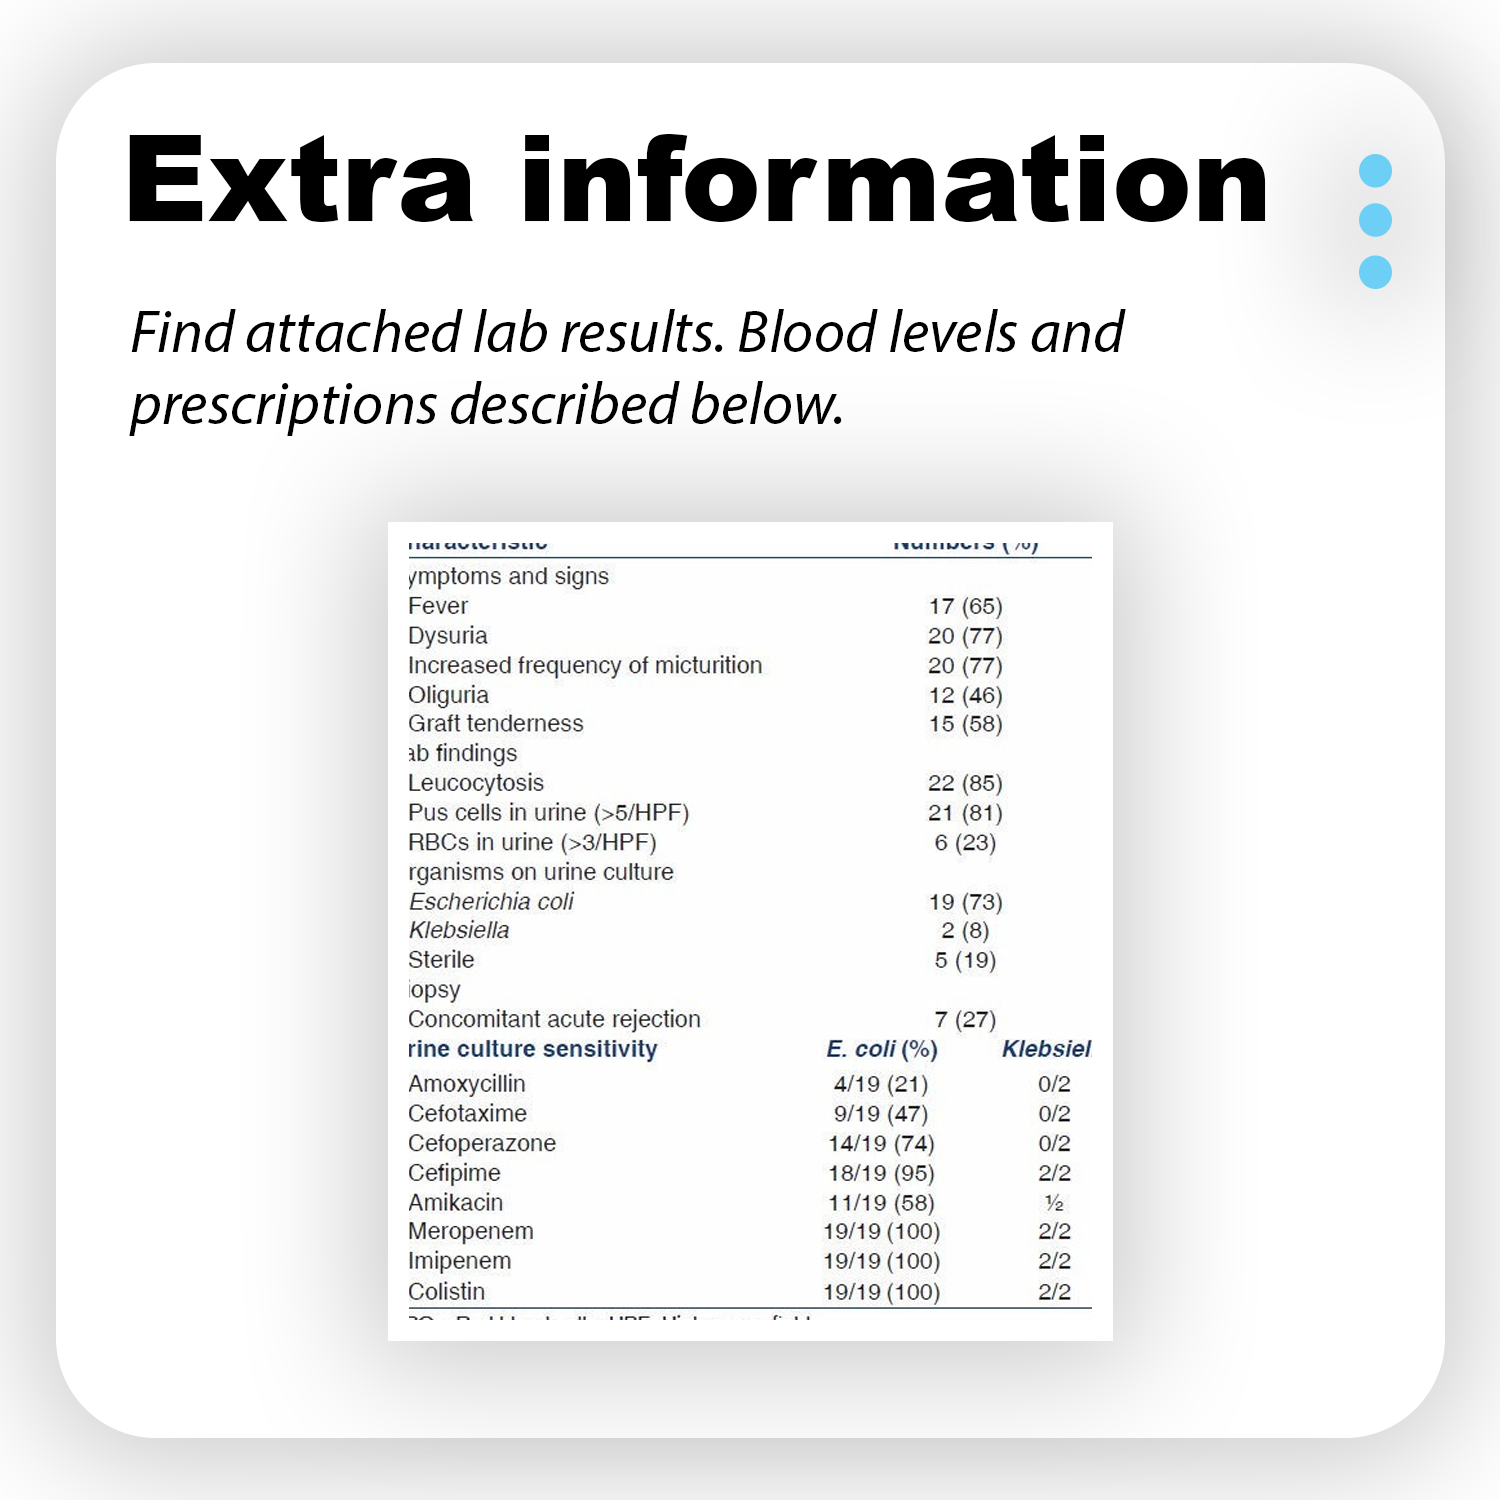 Extra information
Find attached lab results. Blood levels and
prescriptions described below.
Numbers (%)
ymptoms and signs
Fever 17 (65)
Dysuria 20 (77)
Increased frequency of micturition 20 (77)
Oliguria 12 (46)
Graft tenderness 15 (58)
ab findings
Leucocytosis 22 (85)
Pus cells in urine (>5/HPF) 21 (81)
RBCs in urine (>3/HPF) 6 (23)
rganisms on urine culture
Escherichia coli 19 (73)
Klebsiella 2 (8)
Sterile 5 (19)
iopsy
Concomitant acute rejection 7 (27)
rine culture sensitivity E. coli (%) Klebsiel
Amoxycillin 4/19 (21) 0/2
Cefotaxime 9/19 (47) 0/2
Cefoperazone 14/19 (74) 0/2
Cefipime 18/19 (95) 2/2
Amikacin 11/19 (58) ½
Meropenem 19/19 (100) 2/2
Imipenem 19/19 (100) 2/2
Colistin 19/19 (100) 2/2